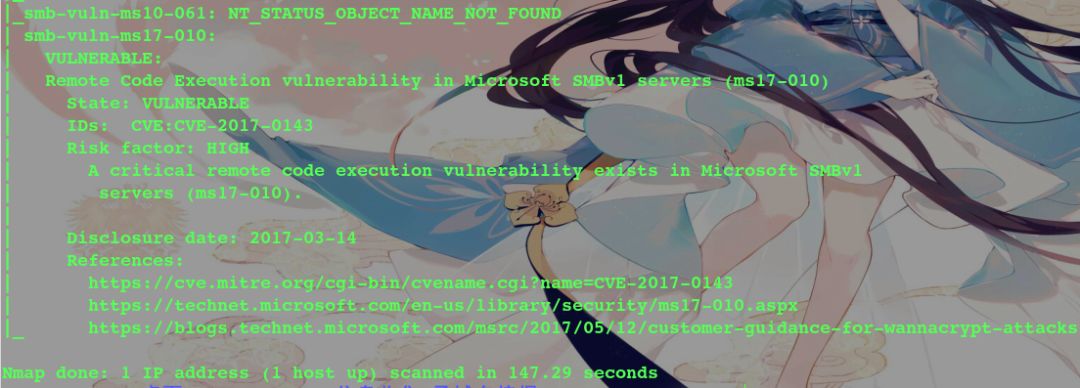 |_smb-vuln-ms10-061: NT_STATUS_OBJECT_NAME_NOT_FOUND
| smb-vuln-ms17-010:
|   VULNERABLE:
|   Remote Code Execution vulnerability in Microsoft SMBv1 servers (ms17-010)
|     State: VULNERABLE
|     IDs:  CVE:CVE-2017-0143
|     Risk factor: HIGH
|       A critical remote code execution vulnerability exists in Microsoft SMBv1
|        servers (ms17-010).
|
|     Disclosure date: 2017-03-14
|     References:
|       https://cve.mitre.org/cgi-bin/cvename.cgi?name=CVE-2017-0143
|       https://technet.microsoft.com/en-us/library/security/ms17-010.aspx
|_      https://blogs.technet.microsoft.com/msrc/2017/05/12/customer-guidance-for-wannacrypt-attacks
Nmap done: 1 IP address (1 host up) scanned in 147.29 seconds